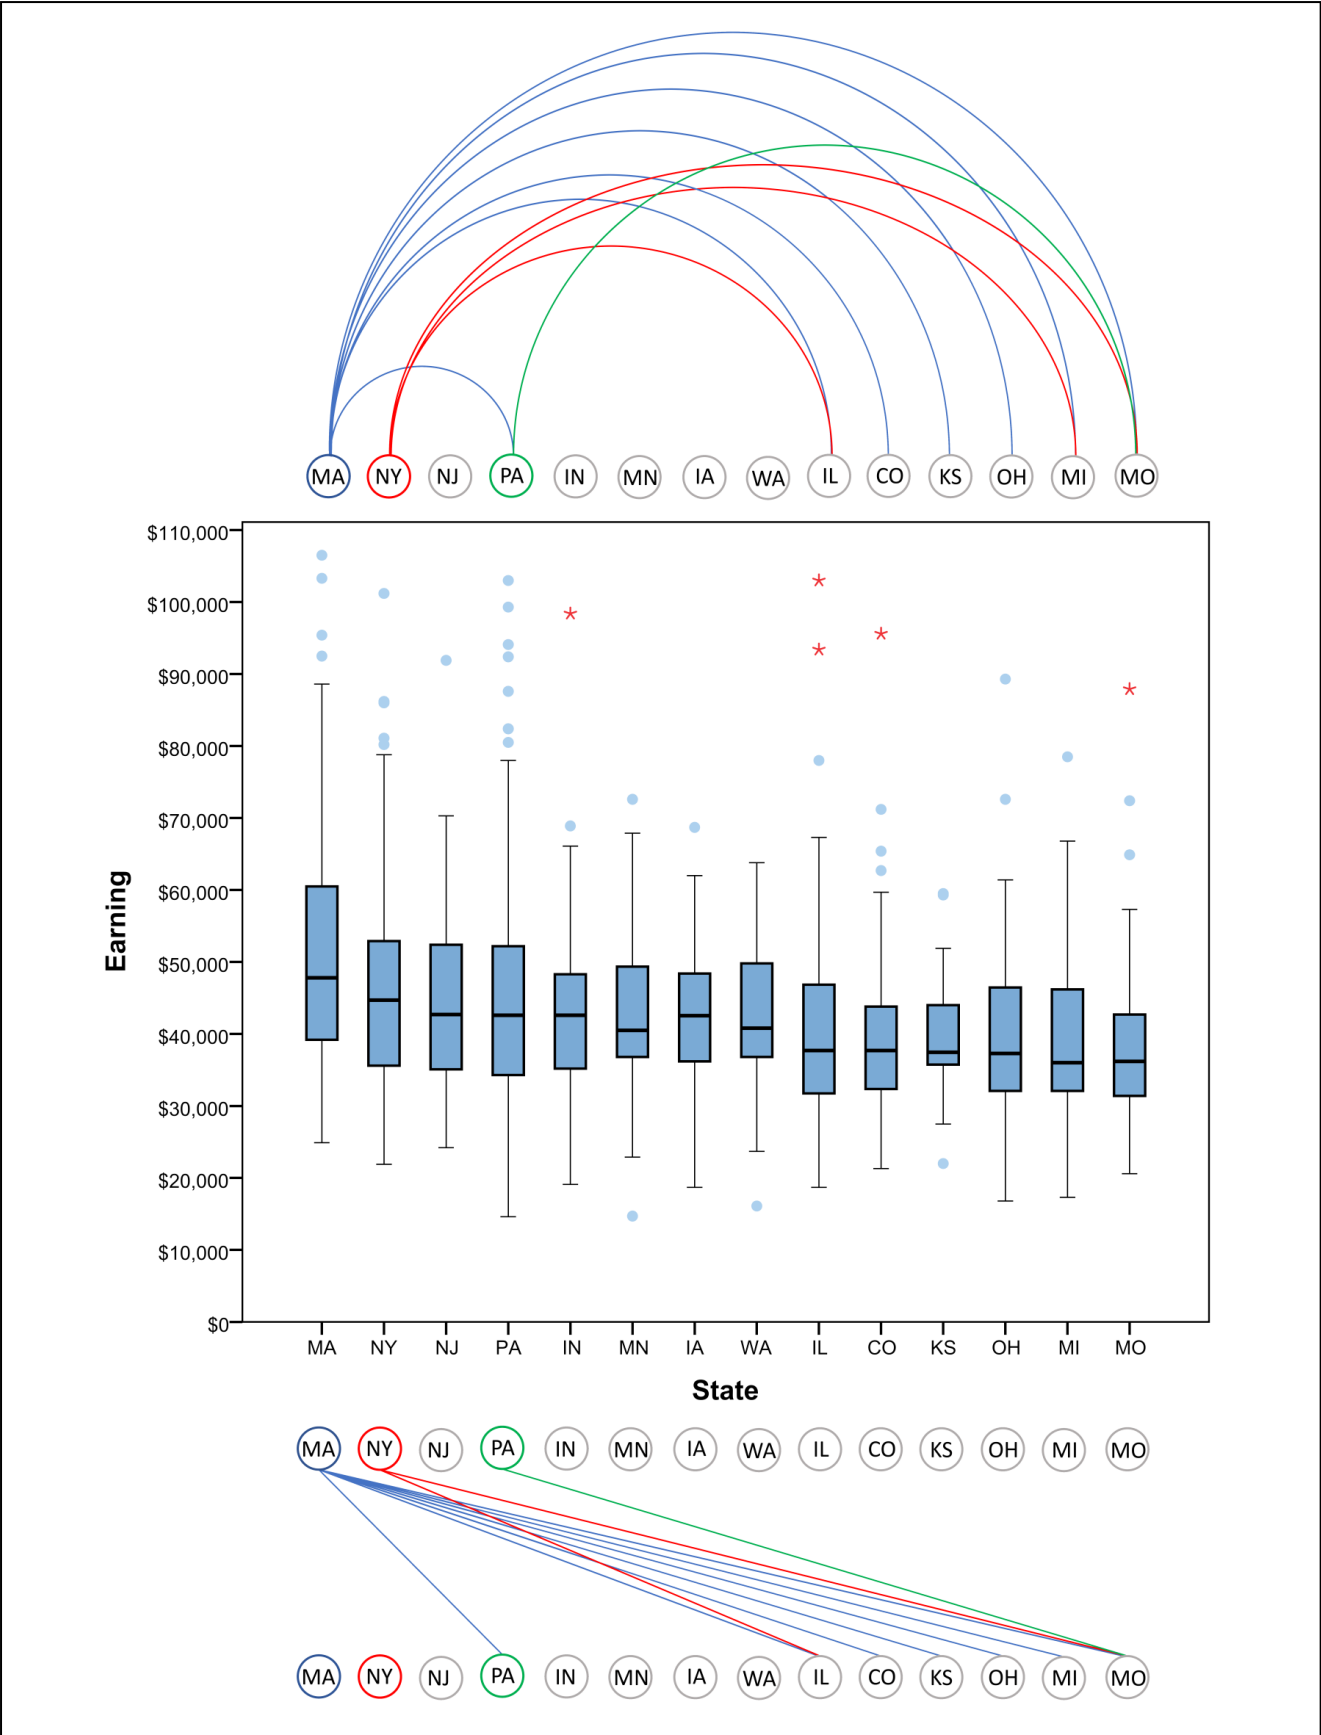 MA NY NJ PA IN MN IA WA IL CO KS OH MI MO
$110,000
$100,000
$90,000
$80,000
$70,000
$60,000
$50,000
$40,000
$30,000
$20,000
$10,000
$0
Earning
MA NY NJ PA IN MN IA WA IL CO KS OH MI MO
State
MA NY NJ PA IN MN IA WA IL CO KS OH MI MO
MA NY NJ PA IN MN IA WA IL CO KS OH MI MO